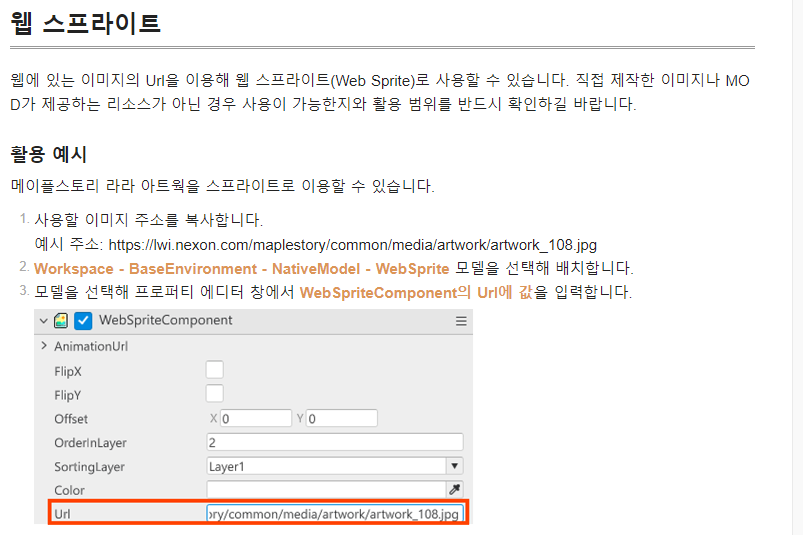 웹 스프라이트
웹에 있는 이미지의 Url을 이용해 웹 스프라이트(Web Sprite)로 사용할 수 있습니다. 직접 제작한 이미지나 MO
D가 제공하는 리소스가 아닌 경우 사용이 가능한지와 활용 범위를 반드시 확인하길 바랍니다.
활용 예시
메이플스토리 라라 아트웍을 스프라이트로 이용할 수 있습니다.
1. 사용할 이미지 주소를 복사합니다.
예시 주소: https://lwi.nexon.com/maplestory/common/media/artwork/artwork_108.jpg
2. Workspace - BaseEnvironment - NativeModel - WebSprite 모델을 선택해 배치합니다.
3. 모델을 선택해 프로퍼티 에디터 창에서 WebSpriteComponent의 Url에 값을 입력합니다.
WebSpriteComponent
AnimationUrl
FlipX
FlipY
Offset X 0 Y 0
OrderInLayer 2
SortingLayer Layer1
Color
Url ory/common/media/artwork/artwork_108.jpg